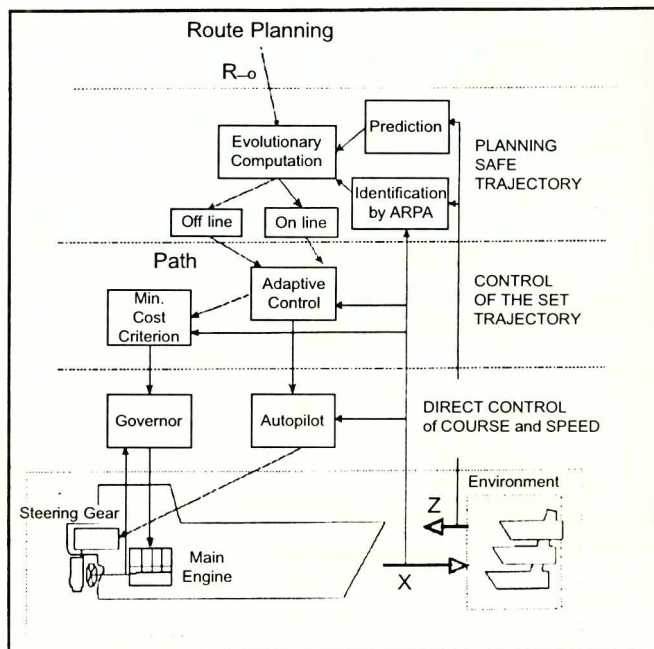 Route Planning
R_o
Evolutionary
Computation
Prediction
PLANNING
SAFE
TRAJECTORY
Identification
by ARPA
Off line
On line
Path
Adaptive
Control
CONTROL
OF THE SET
TRAJECTORY
Min.
Cost
Criterion
Governor
Autopilot
DIRECT CONTROL
of COURSE and SPEED
Environment
Steering Gear
Z
Main
Engine
X